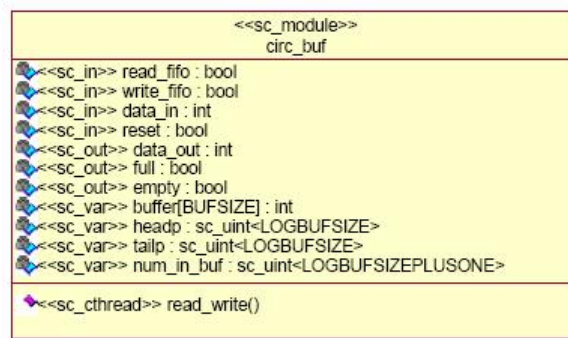 <<sc_module>>
circ_buf
<<sc_in>> read_fifo : bool
<<sc_in>> write_fifo : bool
<<sc_in>> data_in : int
<<sc_in>> reset : bool
<<sc_out>> data_out : int
<<sc_out>> full : bool
<<sc_out>> empty : bool
<<sc_var>> buffer[BUFSIZE] : int
<<sc_var>> headp : sc_uint<LOGBUFSIZE>
<<sc_var>> tailp : sc_uint<LOGBUFSIZE>
<<sc_var>> num_in_buf : sc_uint<LOGBUFSIZEPLUSONE>
<<sc_cthread>> read_write()